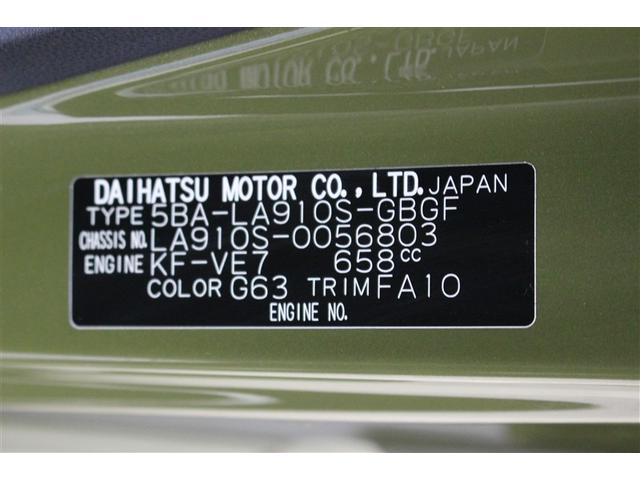 DAIHATSU MOTOR CO., LTD. JAPAN
TYPE 5BA-LA910S-GBGF
CHASSIS NO. LA910S-0056803
ENGINE KF-VE7 658cc
COLOR G63 TRIM FA10
ENGINE NO.